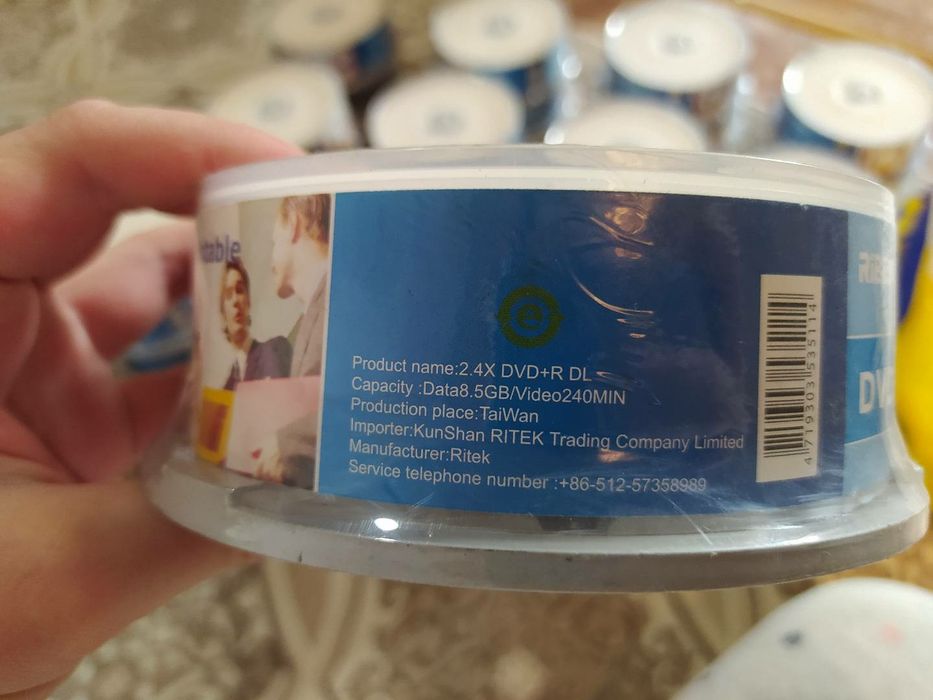 Product name:2.4X DVD+R DL
Capacity :Data8.5GB/Video240MIN
Production place:TaiWan
Importer:KunShan RITEK Trading Company Limited
Manufacturer:Ritek
Service telephone number :+86-512-57358989
4719303535114